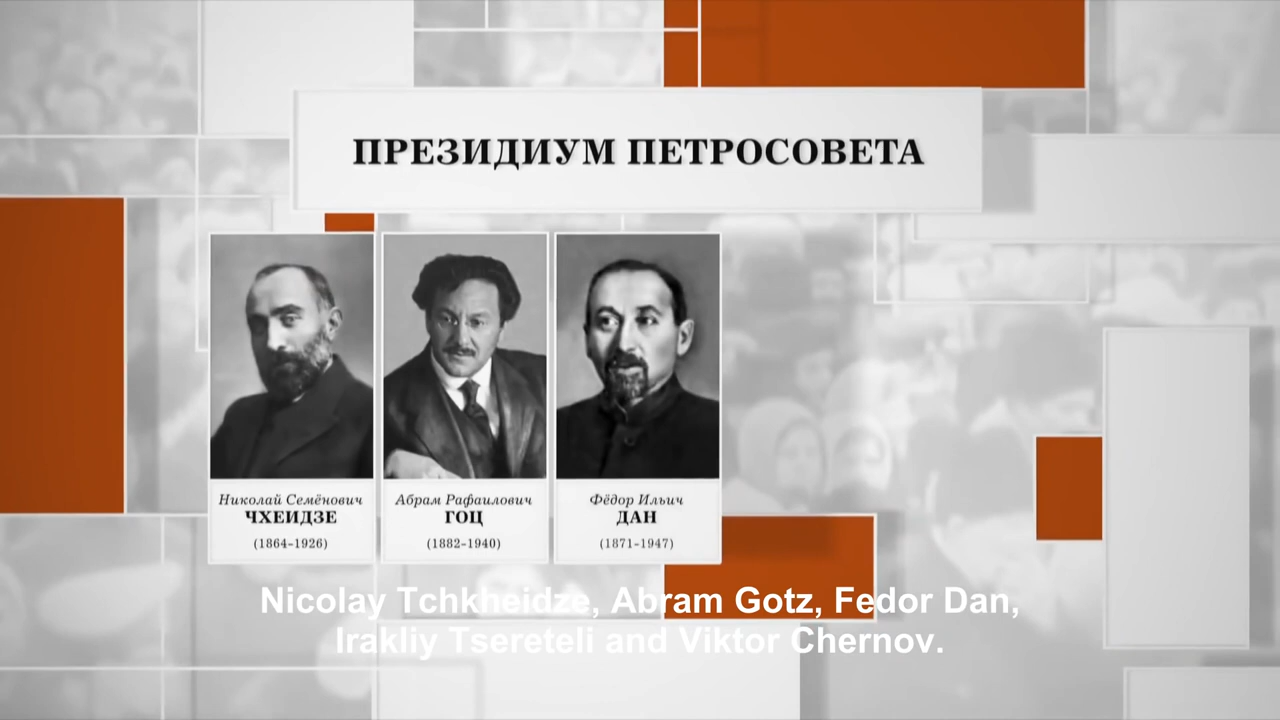 ПРЕЗИДИУМ ПЕТРОСОВЕТА
Николай Семёнович
ЧХЕИДЗЕ
(1864–1926)
Абрам Рафаилович
ГОЦ
(1882–1940)
Фёдор Ильич
ДАН
(1871–1947)
Nicolay Tchkheidze, Abram Gotz, Fedor Dan,
Irakliy Tsereteli and Viktor Chernov.